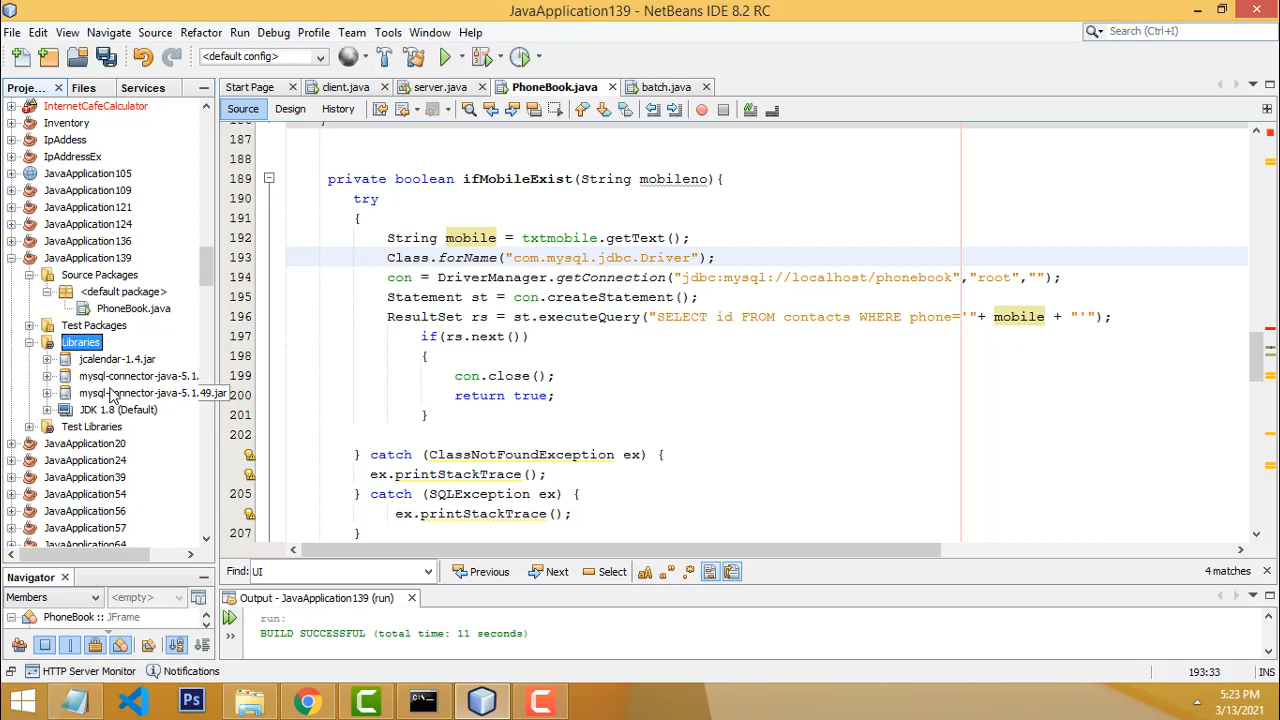 JavaApplication139 - NetBeans IDE 8.2 RC
File Edit View Navigate Source Refactor Run Debug Profile Team Tools Window Help
Search (Ctrl+I)
<default config>
Proje... Files Services
Start Page client.java server.java PhoneBook.java batch.java
Source Design History
InternetCafeCalculator
Inventory
IpAddess
IpAddressEx
JavaApplication105
JavaApplication109
JavaApplication121
JavaApplication124
JavaApplication136
JavaApplication139
Source Packages
<default package>
PhoneBook.java
Test Packages
Libraries
jcalendar-1.4.jar
mysql-connector-java-5.1.
mysql-connector-java-5.1.49.jar
JDK 1.8 (Default)
Test Libraries
JavaApplication20
JavaApplication24
JavaApplication39
JavaApplication54
JavaApplication56
JavaApplication57
JavaApplication64
187
188
189 private boolean ifMobileExist(String mobileno){
190 try
191 {
192 String mobile = txtmobile.getText();
193 Class.forName("com.mysql.jdbc.Driver");
194 con = DriverManager.getConnection("jdbc:mysql://localhost/phonebook","root","");
195 Statement st = con.createStatement();
196 ResultSet rs = st.executeQuery("SELECT id FROM contacts WHERE phone='"+ mobile + "'");
197 if(rs.next())
198 {
199 con.close();
200 return true;
201 }
202
} catch (ClassNotFoundException ex) {
ex.printStackTrace();
205 } catch (SQLException ex) {
ex.printStackTrace();
207 }
Find: UI Previous Next Select 4 matches
Navigator
Members <empty>
PhoneBook :: JFrame
Output - JavaApplication139 (run)
run:
BUILD SUCCESSFUL (total time: 11 seconds)
HTTP Server Monitor Notifications 193:33 INS
Ps
5:23 PM
3/13/2021